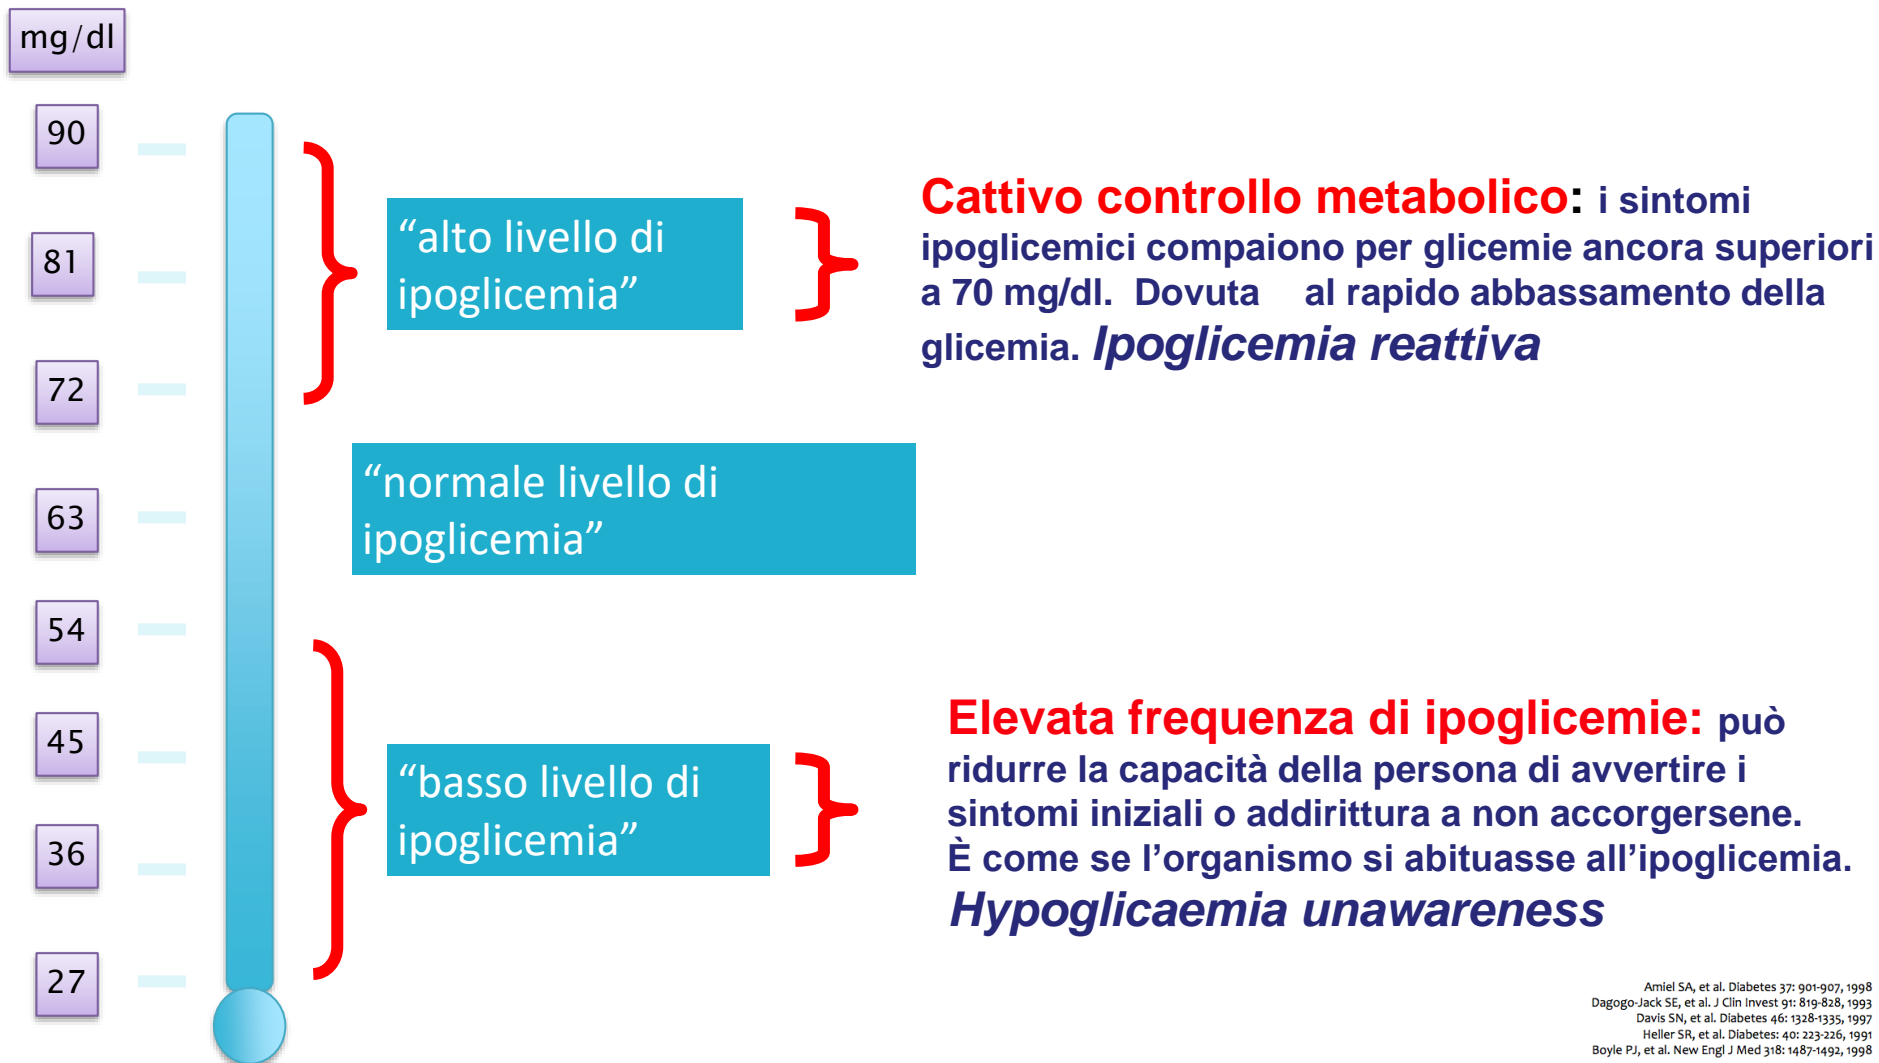 mg/dl
90
81
72
63
54
45
36
27
“alto livello di
ipoglicemia”
“normale livello di
ipoglicemia”
“basso livello di
ipoglicemia”
Cattivo controllo metabolico: i sintomi
ipoglicemici compaiono per glicemie ancora superiori
a 70 mg/dl. Dovuta al rapido abbassamento della
glicemia. Ipoglicemia reattiva
Elevata frequenza di ipoglicemie: può
ridurre la capacità della persona di avvertire i
sintomi iniziali o addirittura a non accorgersene.
È come se l’organismo si abituasse all’ipoglicemia.
Hypoglicaemia unawareness
Amiel SA, et al. Diabetes 37: 901-907, 1998
Dagogo-Jack SE, et al. J Clin Invest 91: 819-828, 1993
Davis SN, et al. Diabetes 46: 1328-1335, 1997
Heller SR, et al. Diabetes: 40: 223-226, 1991
Boyle PJ, et al. New Engl J Med 318: 1487-1492, 1998